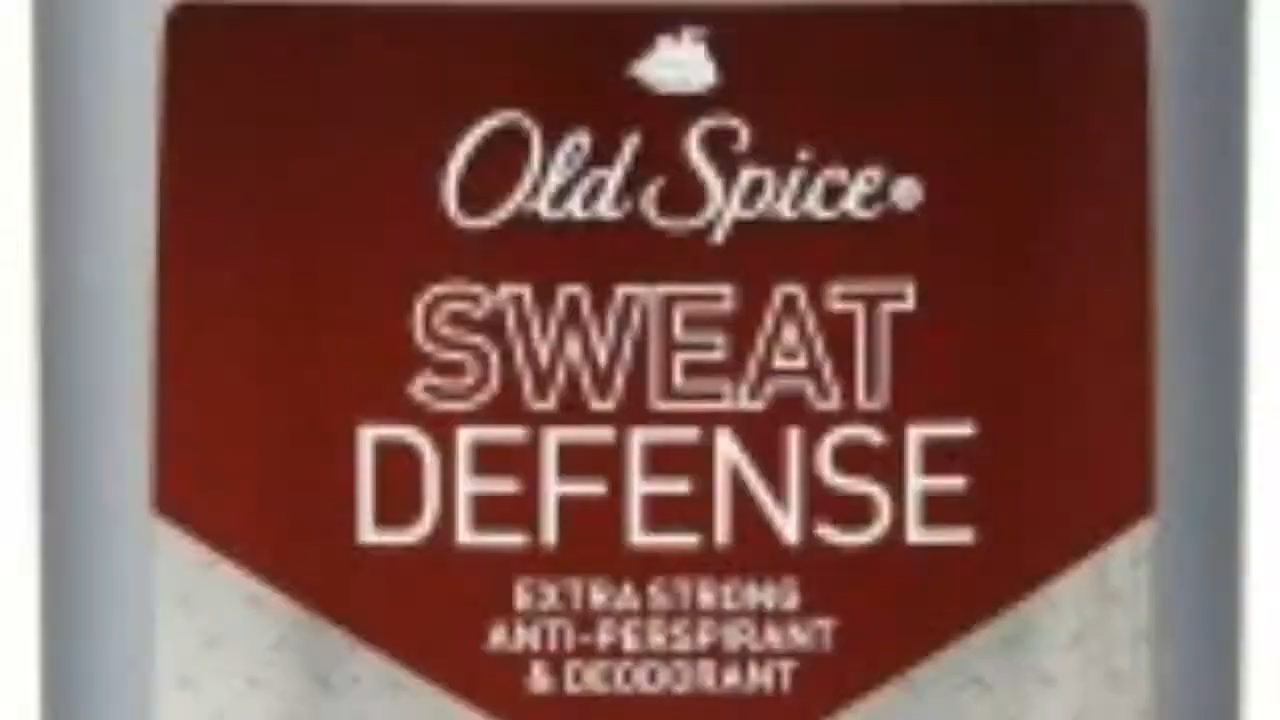 Old Spice®
SWEAT
DEFENSE
EXTRA STRONG
ANTI-PERSPIRANT
& DEODORANT